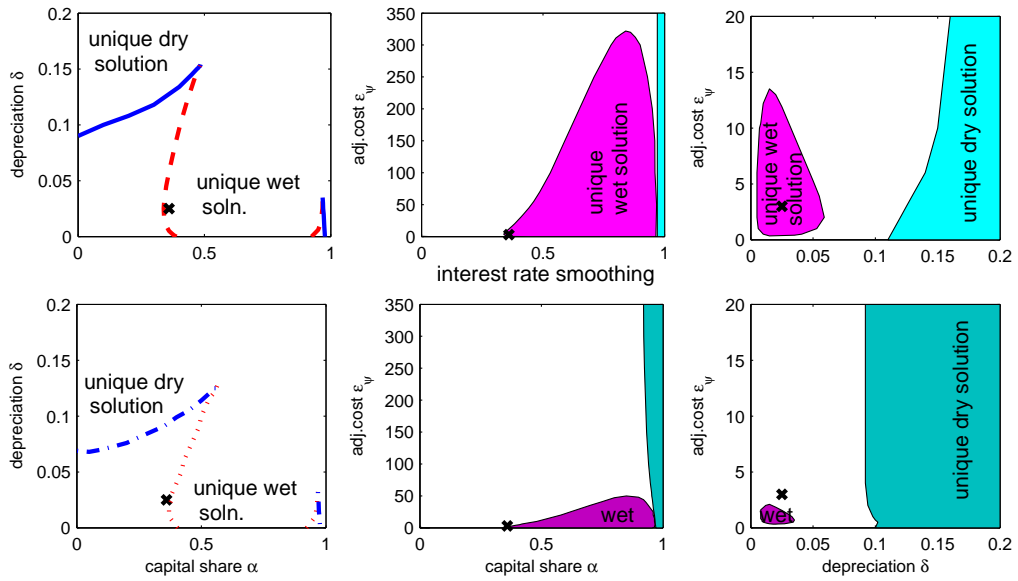 unique dry
solution
unique wet
soln.
depreciation δ
0.2
0.15
0.1
0.05
0
0
0.5
1
unique
wet solution
adj.cost ε_ψ
350
300
250
200
150
100
50
0
0
0.5
1
unique wet
solution
unique dry solution
adj.cost ε_ψ
20
15
10
5
0
0
0.05
0.1
0.15
0.2
interest rate smoothing
unique dry
solution
unique wet
soln.
depreciation δ
0.2
0.15
0.1
0.05
0
0
0.5
1
capital share α
wet
adj.cost ε_ψ
350
300
250
200
150
100
50
0
0
0.5
1
capital share α
wet
unique dry solution
adj.cost ε_ψ
20
15
10
5
0
0
0.05
0.1
0.15
0.2
depreciation δ